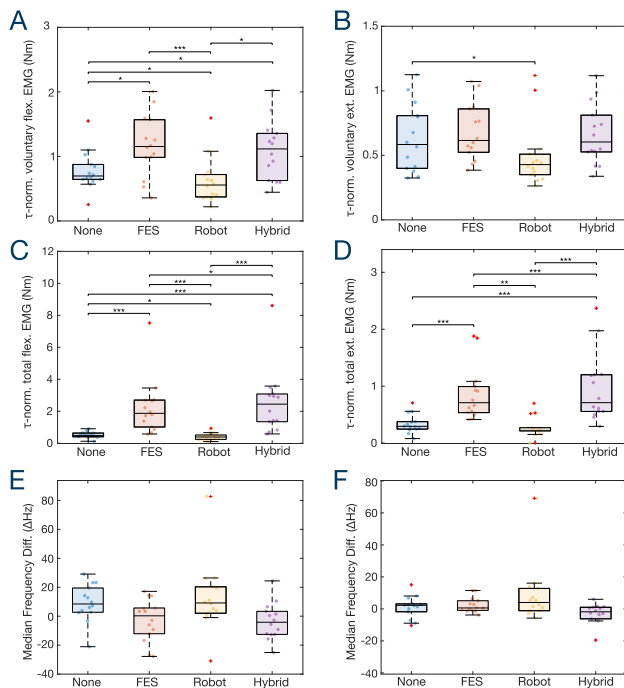 A
τ-norm. voluntary flex. EMG (Nm)
3
2
1
0
***
*
*
*
*
None FES Robot Hybrid
B
τ-norm. voluntary ext. EMG (Nm)
1.5
1
0.5
0
*
None FES Robot Hybrid
C
τ-norm. total flex. EMG (Nm)
12
10
8
6
4
2
0
***
*
***
***
*
***
None FES Robot Hybrid
D
τ-norm. total ext. EMG (Nm)
3
2
1
0
***
***
**
***
***
None FES Robot Hybrid
E
Median Frequency Diff. (ΔHz)
80
60
40
20
0
-20
-40
None FES Robot Hybrid
F
Median Frequency Diff. (ΔHz)
80
60
40
20
0
-20
-40
None FES Robot Hybrid